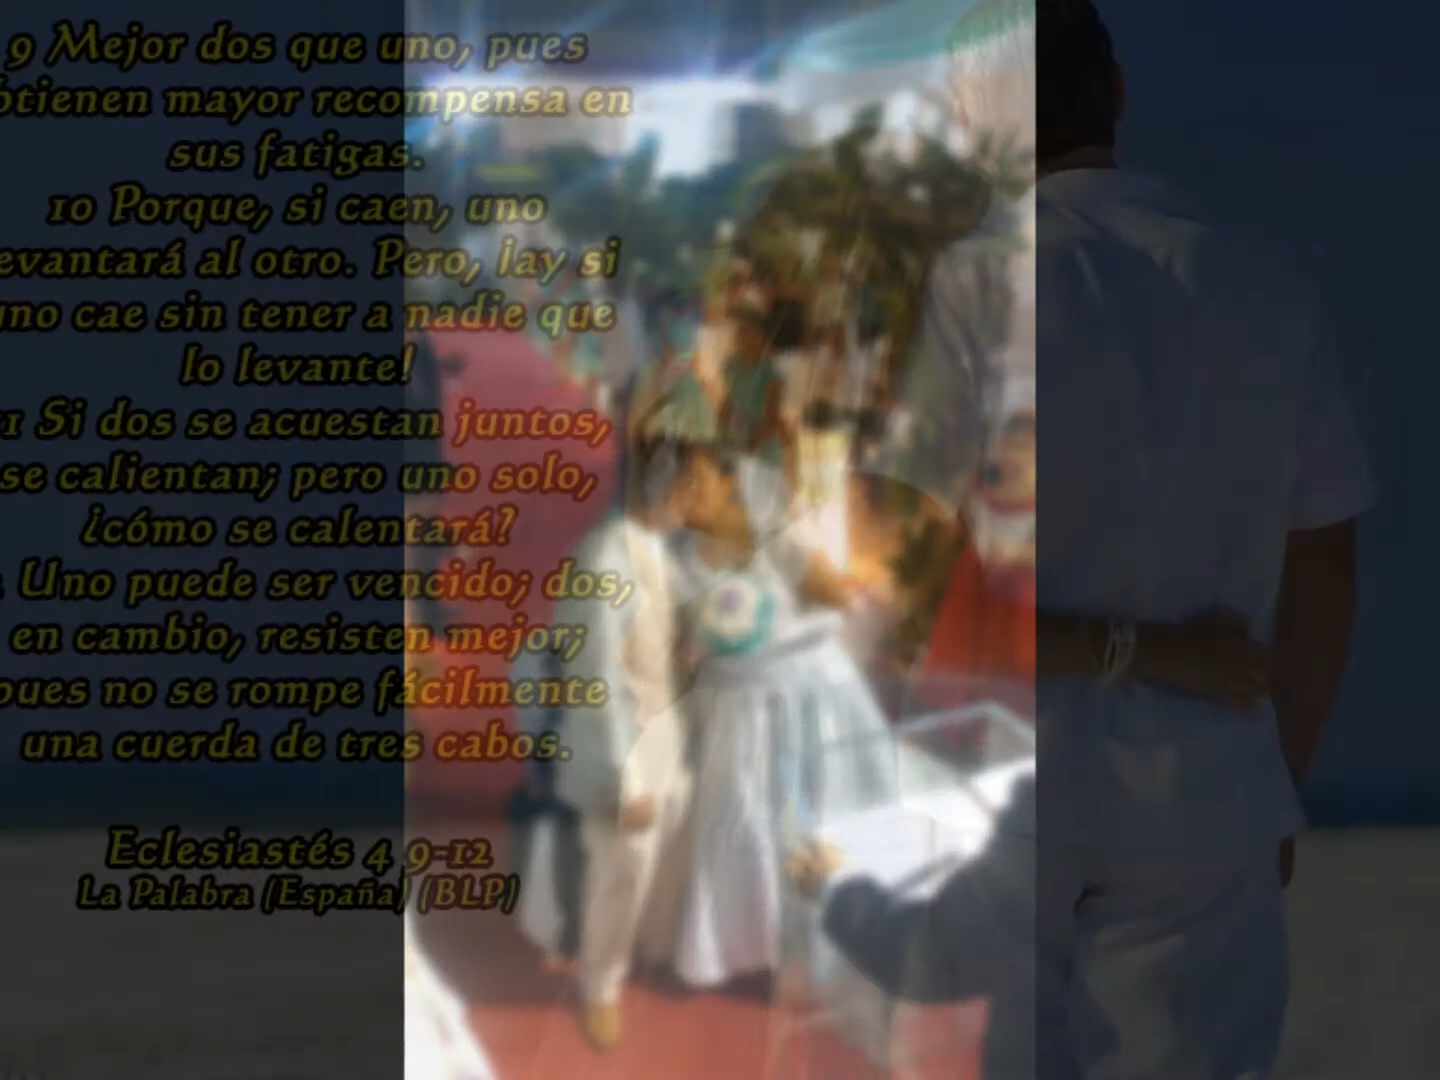 9 Mejor dos que uno, pues
btienen mayor recompensa en
sus fatigas.
10 Porque, si caen, uno
evantará al otro. Pero, ¡ay si
uno cae sin tener a nadie que
lo levante!
11 Si dos se acuestan juntos,
se calientan; pero uno solo,
¿cómo se calentará?
Uno puede ser vencido; dos,
en cambio, resisten mejor;
pues no se rompe fácilmente
una cuerda de tres cabos.
Eclesiastés 4 9-12
La Palabra (España) (BLP)